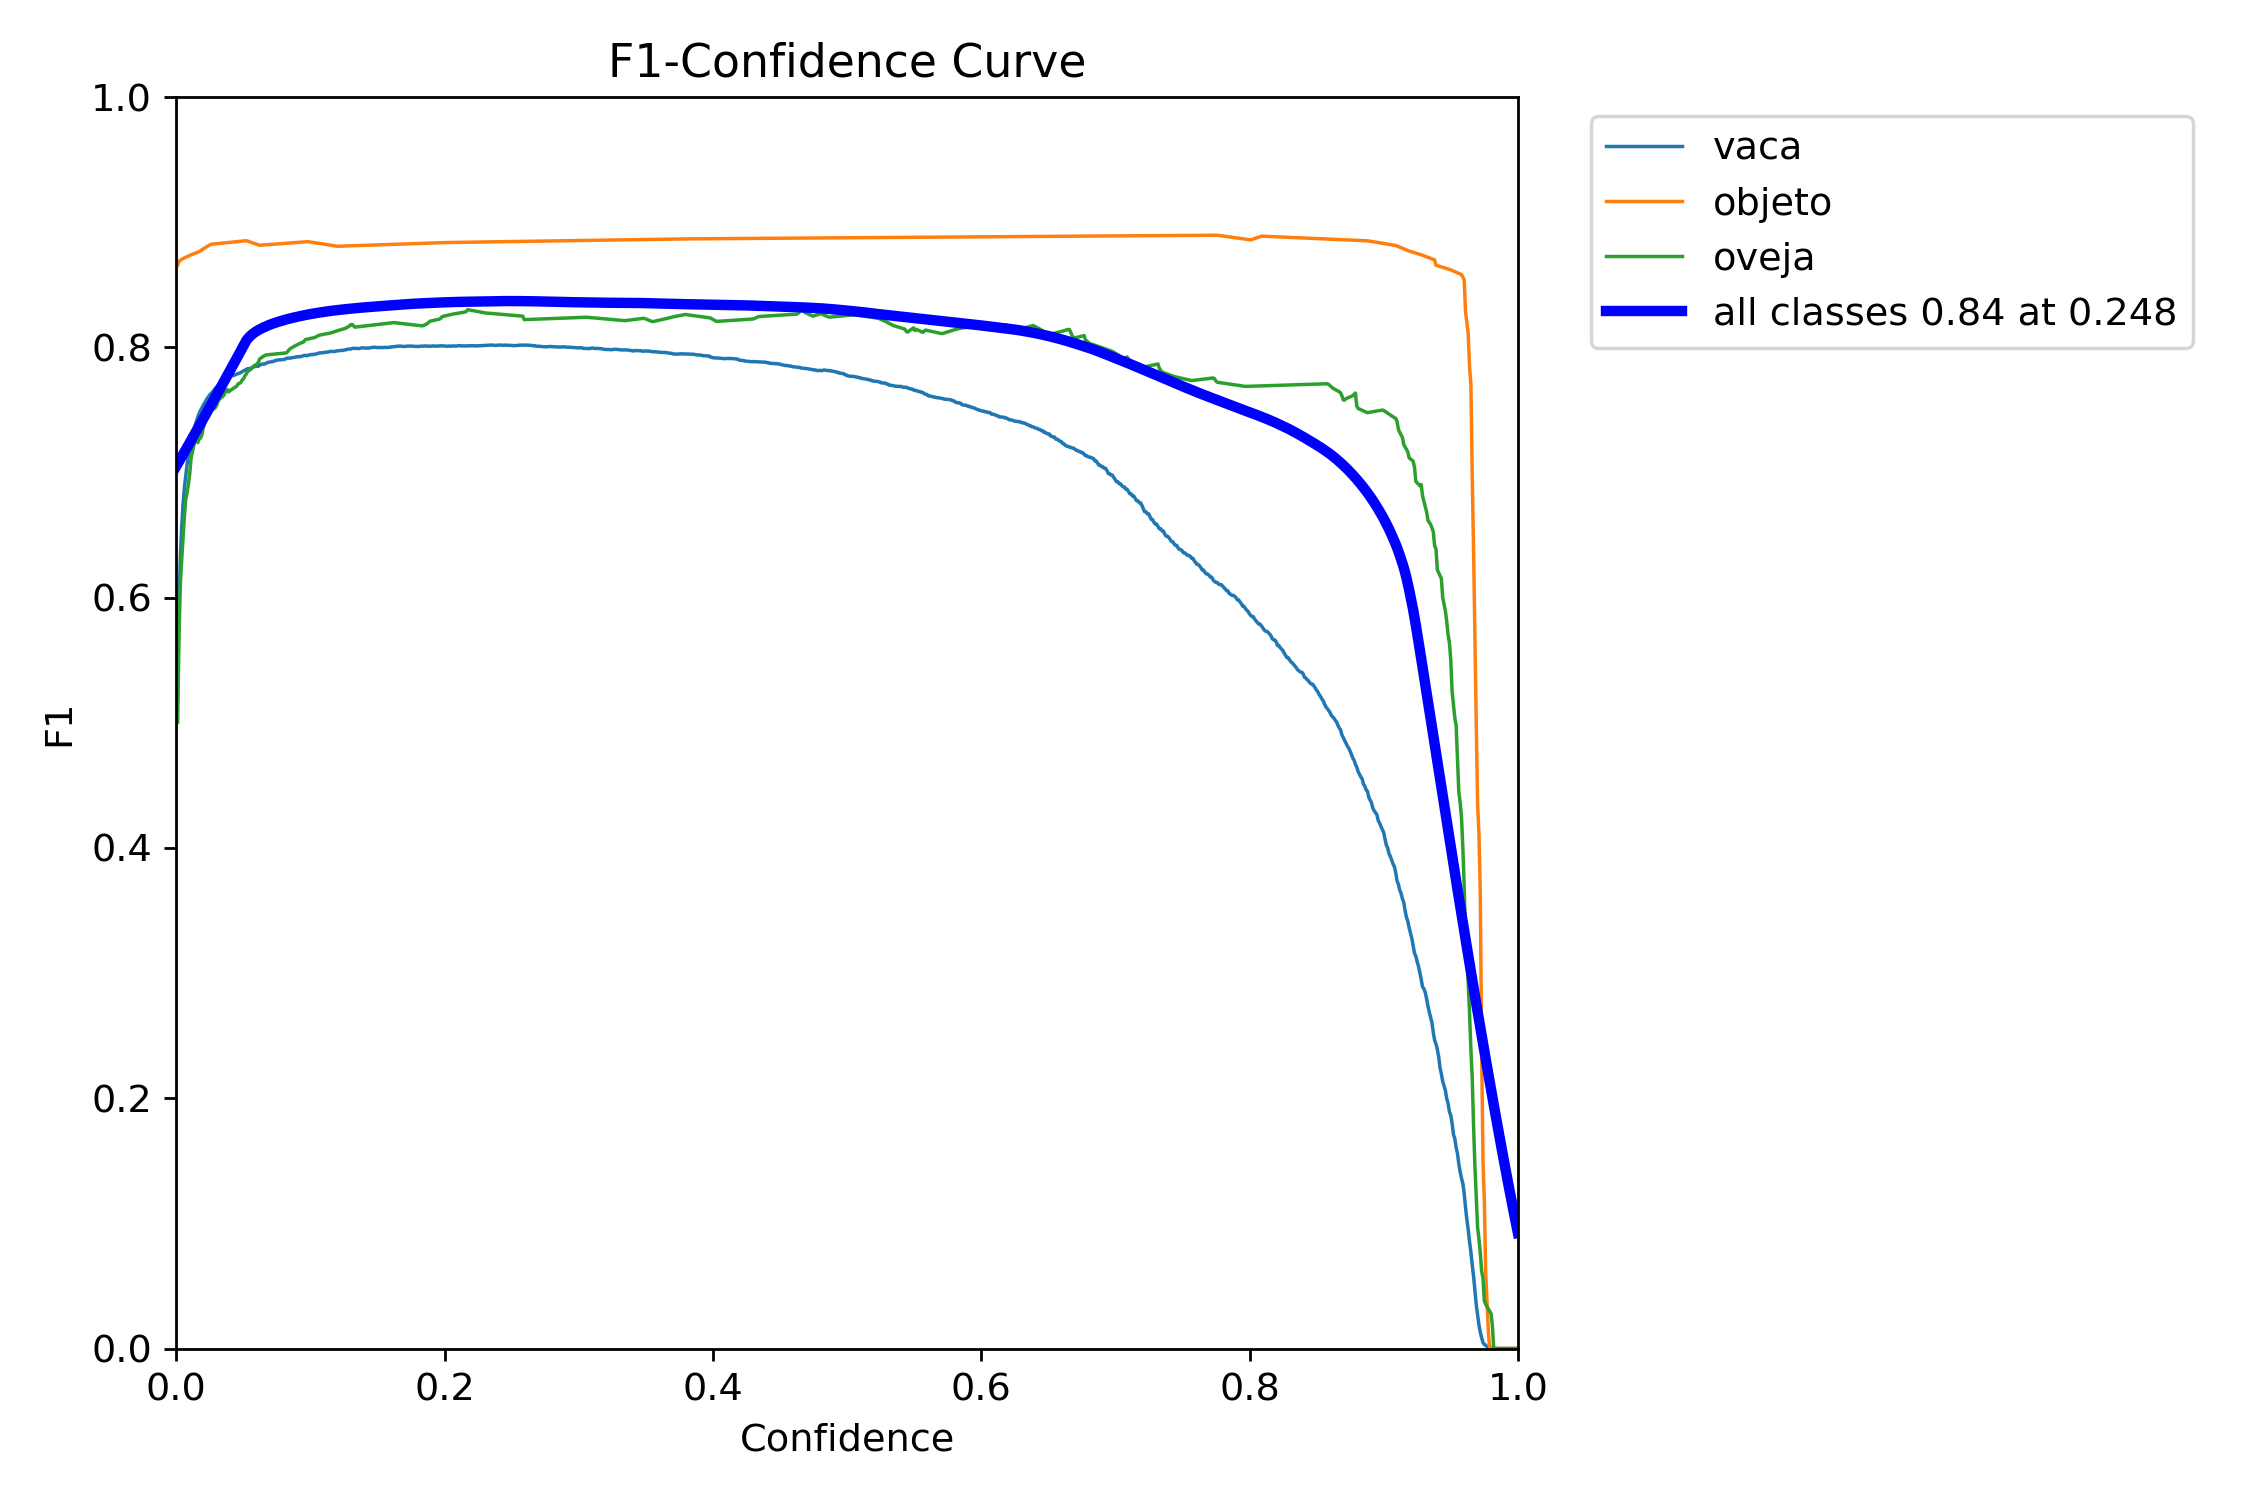 F1-Confidence Curve
1.0
0.8
0.6
0.4
0.2
0.0
F1
0.0 0.2 0.4 0.6 0.8 1.0
Confidence
vaca
objeto
oveja
all classes 0.84 at 0.248